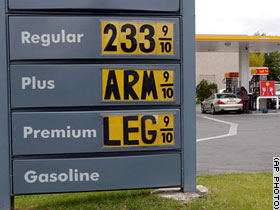 Regular 233 9/10
Plus ARM 9/10
Premium LEG 9/10
Gasoline
(AP PHOTO)